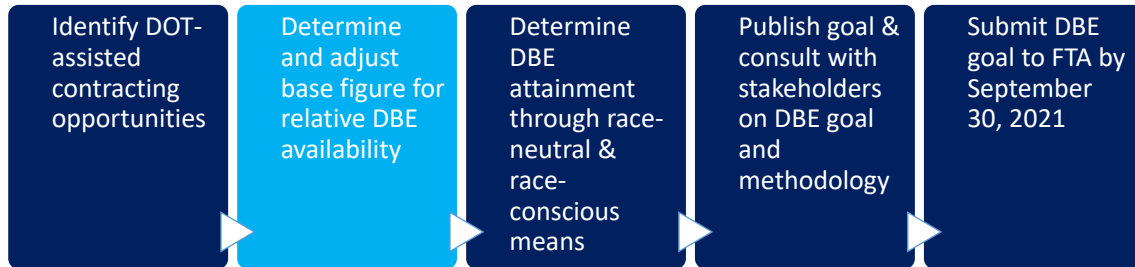 Identify DOT-
assisted
contracting
opportunities
Determine
and adjust
base figure for
relative DBE
availability
Determine
DBE
attainment
through race-
neutral &
race-
conscious
means
Publish goal &
consult with
stakeholders
on DBE goal
and
methodology
Submit DBE
goal to FTA by
September
30, 2021